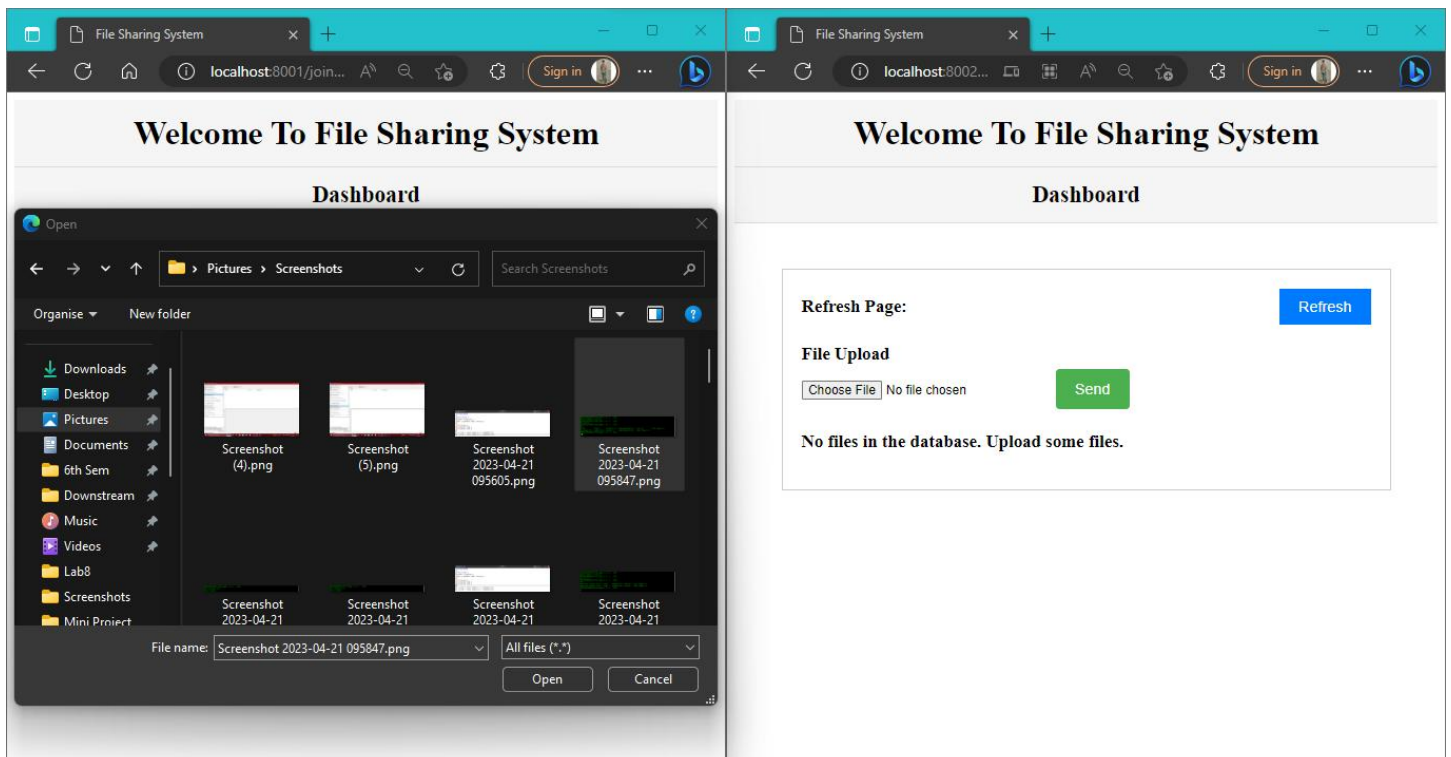 File Sharing System
localhost:8001/join...
Sign in
Welcome To File Sharing System
Dashboard
Open
Pictures > Screenshots
Search Screenshots
Organise
New folder
Downloads
Desktop
Pictures
Documents
6th Sem
Downstream
Music
Videos
Lab8
Screenshots
Mini Project
Screenshot
(4).png
Screenshot
(5).png
Screenshot
2023-04-21
095605.png
Screenshot
2023-04-21
095847.png
Screenshot
2023-04-21
Screenshot
2023-04-21
Screenshot
2023-04-21
Screenshot
2023-04-21
File name: Screenshot 2023-04-21 095847.png
All files (*.*)
Open
Cancel
File Sharing System
localhost:8002...
Sign in
Welcome To File Sharing System
Dashboard
Refresh Page:
Refresh
File Upload
Choose File No file chosen
Send
No files in the database. Upload some files.